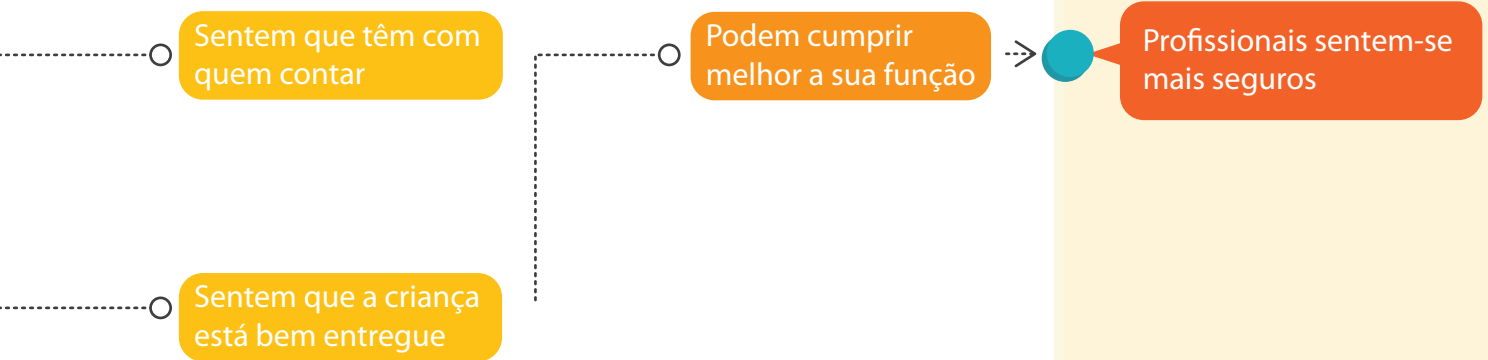 Sentem que têm com
quem contar
Podem cumprir
melhor a sua função
Profissionais sentem-se
mais seguros
Sentem que a criança
está bem entregue